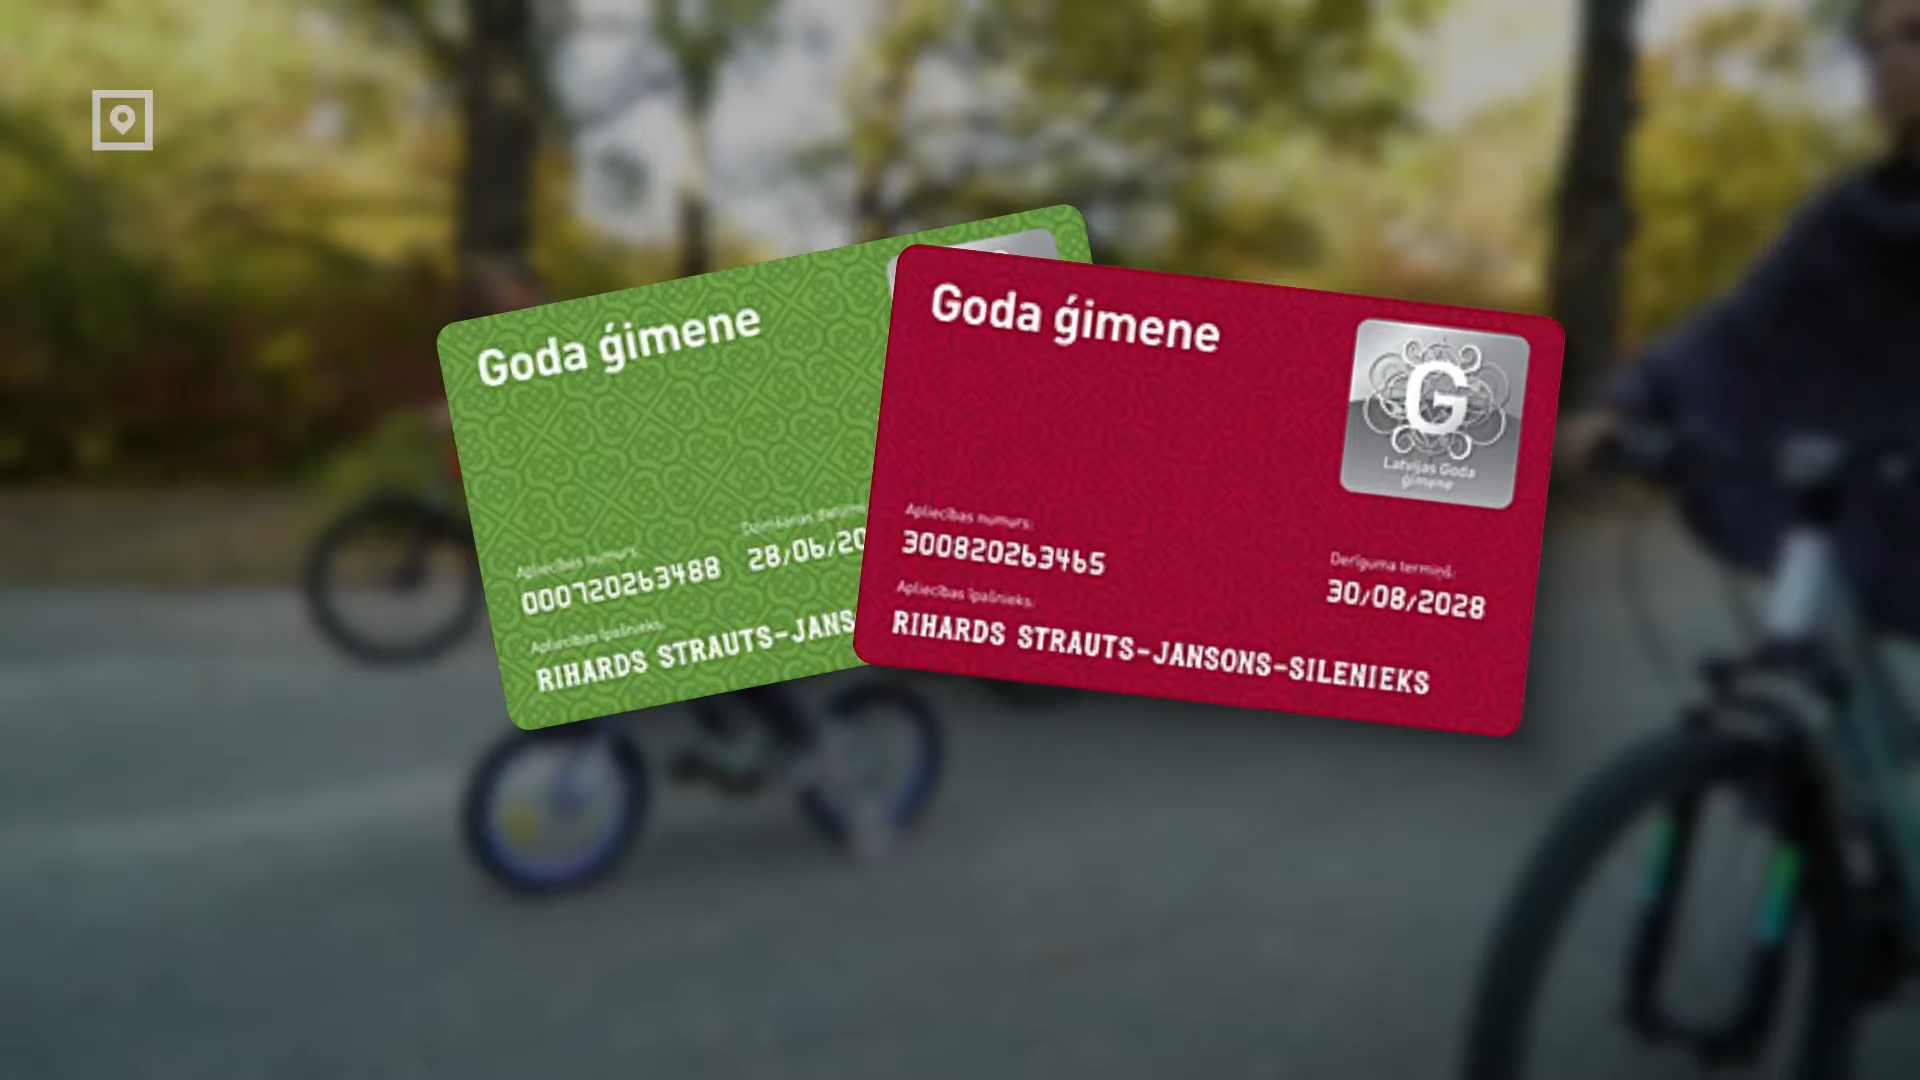 Goda ģimene
Apliecības numurs:
000720263488
Dzimšanas
28/06/20
Apliecības īpašnieks:
RIHARDS STRAUTS-JANS
Goda ģimene
G
Latvijas Goda
ģimene
Apliecības numurs:
300820263465
Derīguma termiņš:
30/08/2028
Apliecības īpašnieks:
RIHARDS STRAUTS-JANSONS-SILENIEKS